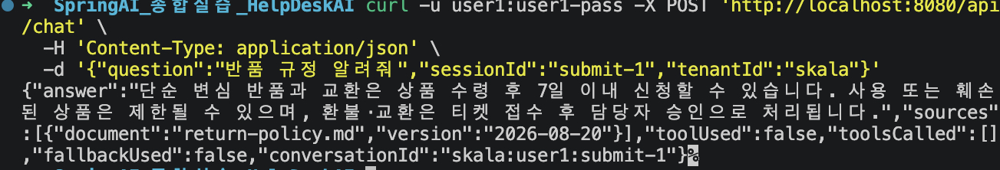 → SpringAI_종합실습_HelpDeskAI curl -u user1:user1-pass -X POST 'http://localhost:8080/api
/chat' \
-H 'Content-Type: application/json' \
-d '{"question":"반품 규정 알려줘","sessionId":"submit-1","tenantId":"skala"}'
{"answer":"단순 변심 반품과 교환은 상품 수령 후 7일 이내 신청할 수 있습니다. 사용 또는 훼손
된 상품은 제한될 수 있으며, 환불·교환은 티켓 접수 후 담당자 승인으로 처리됩니다.","sources"
:[{"document":"return-policy.md","version":"2026-08-20"}],"toolUsed":false,"toolsCalled":[]
,"fallbackUsed":false,"conversationId":"skala:user1:submit-1"}%